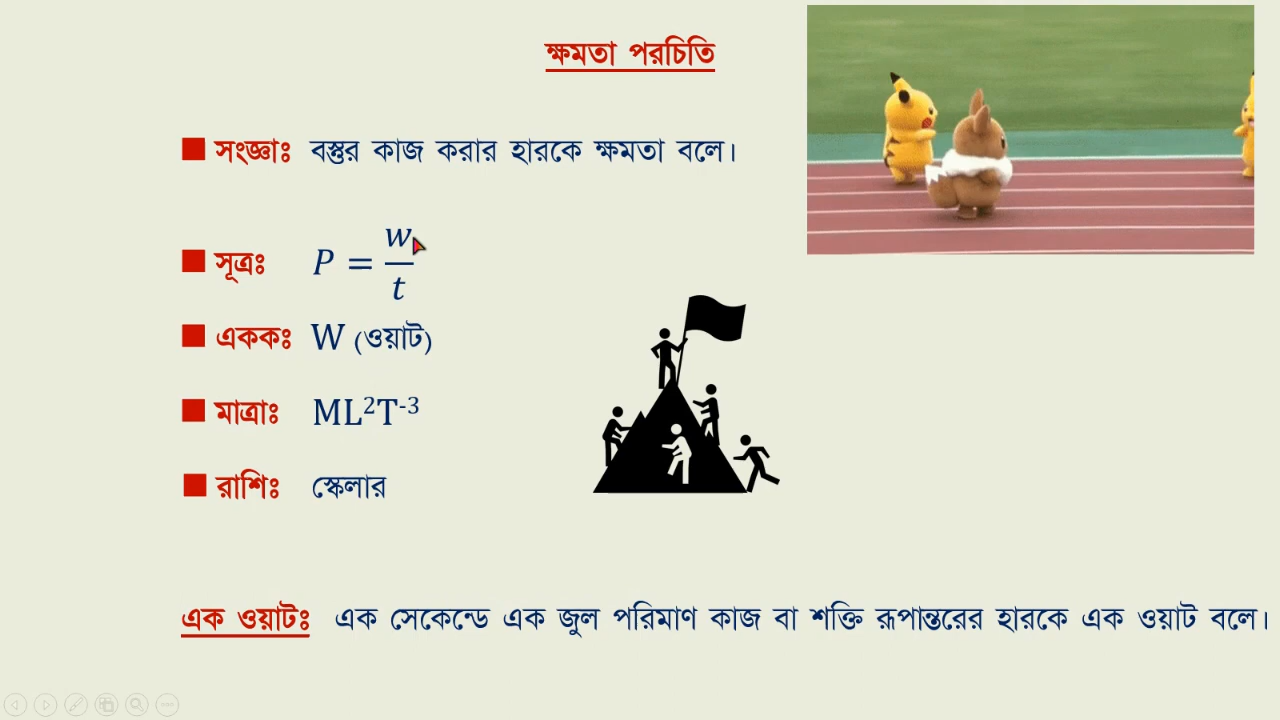 ক্ষমতা পরচিতি
সংজ্ঞাঃ বস্তুর কাজ করার হারকে ক্ষমতা বলে।
সূত্রঃ P = w/t
এককঃ W (ওয়াট)
মাত্রাঃ ML²T⁻³
রাশিঃ স্কেলার
এক ওয়াটঃ এক সেকেন্ডে এক জুল পরিমাণ কাজ বা শক্তি রূপান্তরের হারকে এক ওয়াট বলে।